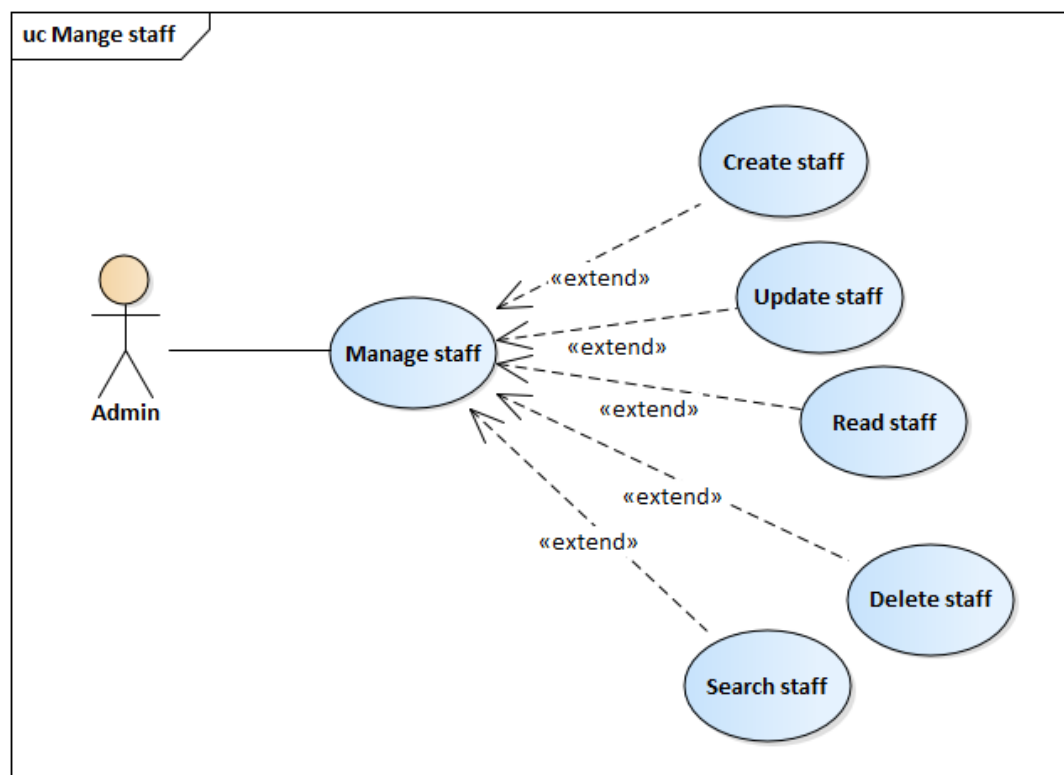 uc Mange staff
Create staff
«extend»
Update staff
«extend»
Manage staff
Admin
«extend»
Read staff
«extend»
«extend»
Delete staff
Search staff